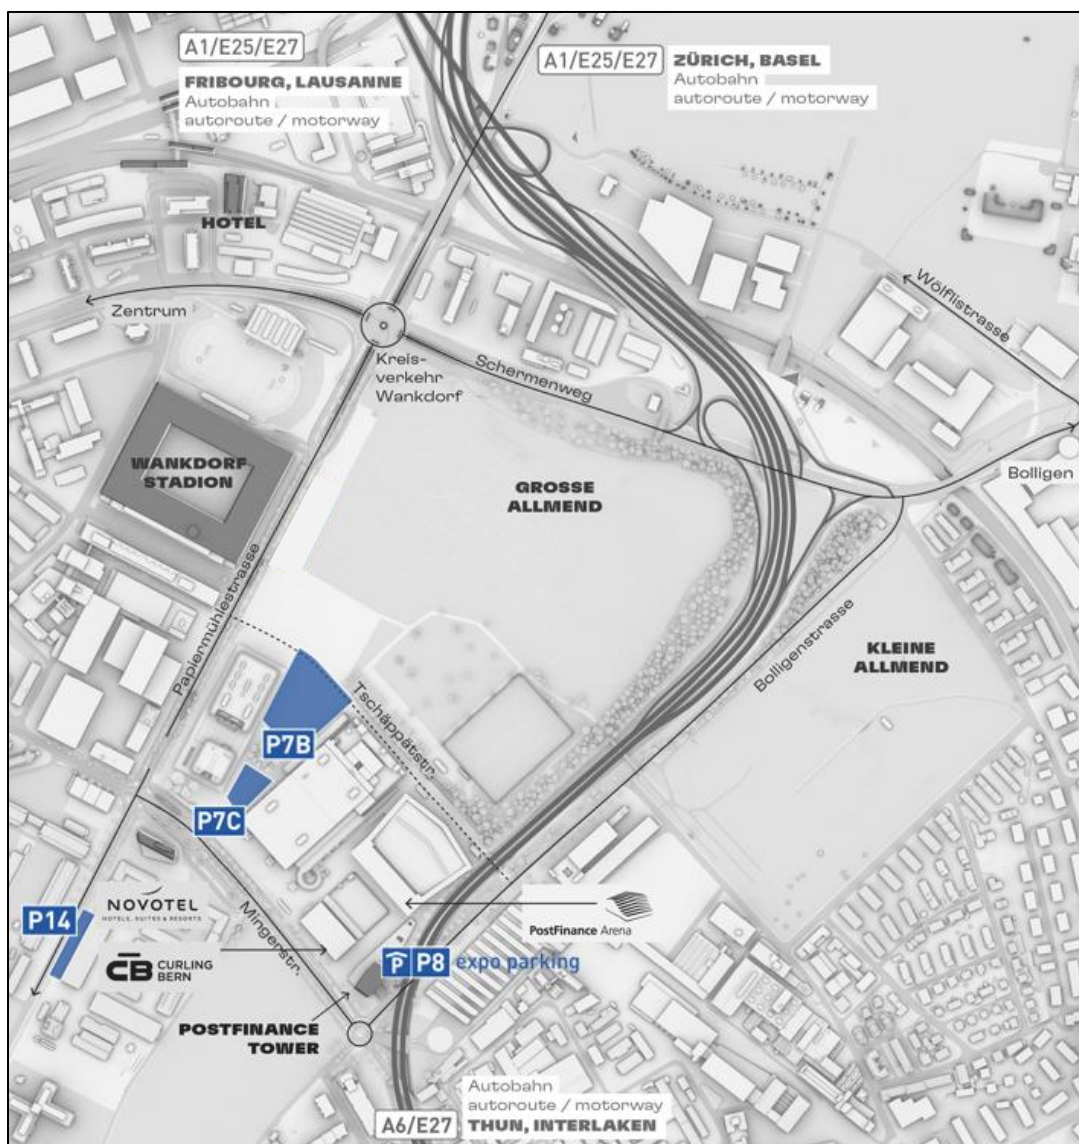 A1/E25/E27
FRIBOURG, LAUSANNE
Autobahn
autoroute / motorway
A1/E25/E27
ZÜRICH, BASEL
Autobahn
autoroute / motorway
HOTEL
Zentrum
Wölflistrasse
Kreis-
verkehr
Wankdorf
Schermenweg
WANKDORF
STADION
GROSSE
ALLMEND
Bolligen
Papiermühlestrasse
Bolligenstrasse
KLEINE
ALLMEND
Tschäppätstr.
P7B
P7C
P14
NOVOTEL
HOTELS, SUITES & RESORTS
Mingerstr.
PostFinance Arena
CB CURLING
BERN
P P8 expo parking
POSTFINANCE
TOWER
Autobahn
autoroute / motorway
A6/E27 THUN, INTERLAKEN